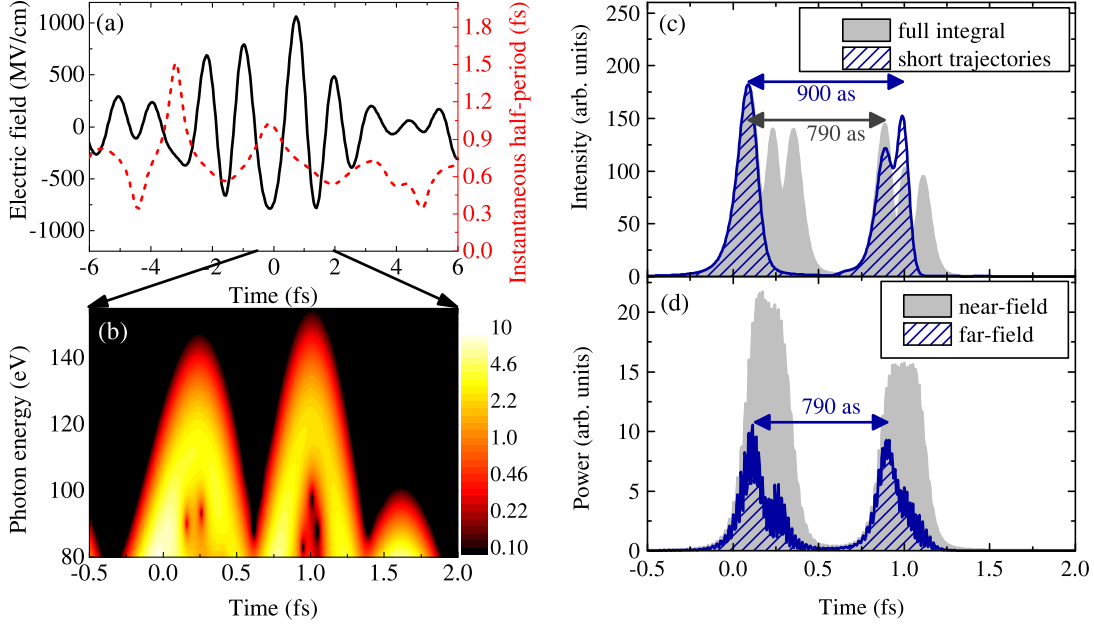 (a)
Electric field (MV/cm)
1000
500
0
-500
-1000
1.8
1.5
1.2
0.9
0.6
0.3
0.0
Instantaneous half-period (fs)
-6 -4 -2 0 2 4 6
Time (fs)
(b)
Photon energy (eV)
140
120
100
80
10
4.6
2.2
1.0
0.46
0.22
0.10
-0.5 0.0 0.5 1.0 1.5 2.0
Time (fs)
(c)
full integral
short trajectories
900 as
790 as
Intensity (arb. units)
250
200
150
100
50
0
(d)
near-field
far-field
790 as
Power (arb. units)
20
15
10
5
0
-0.5 0.0 0.5 1.0 1.5 2.0
Time (fs)